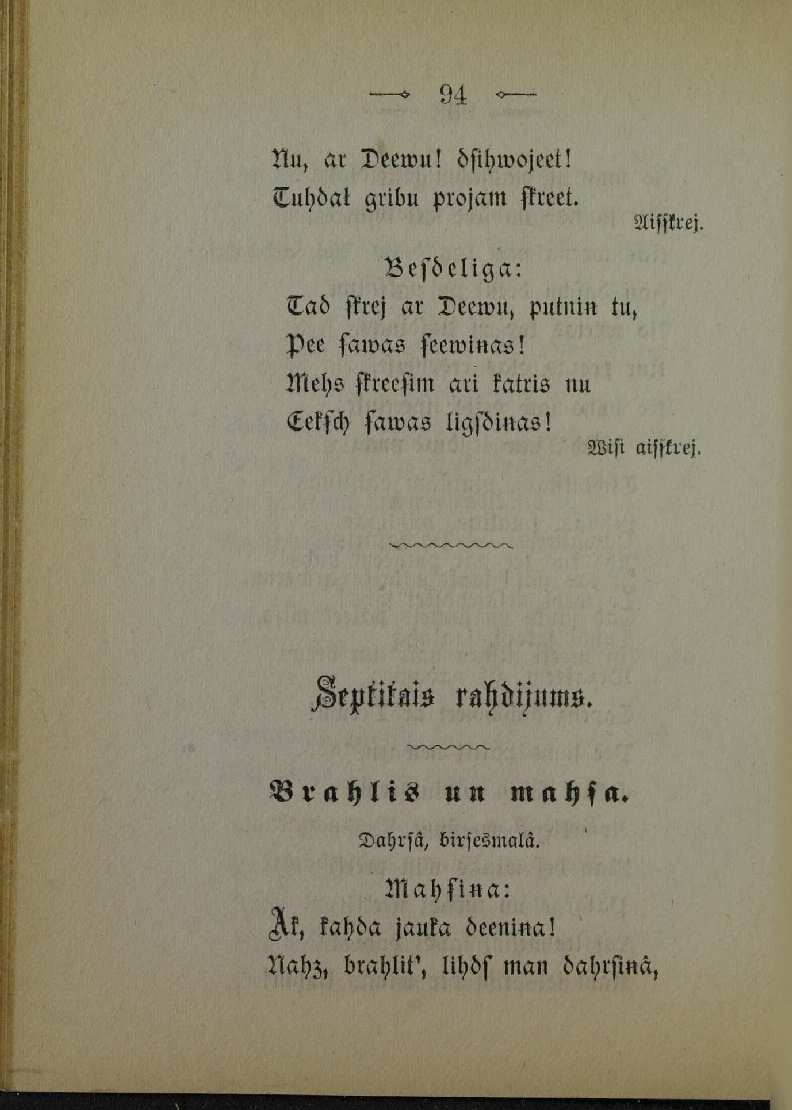 94
Nu, ar Deewu! dſihwojeet!
Tuhdał gribu projam ſkreet.
Aiſſkrej.
Beſdeliga:
Tad ſkrej ar Deewu, putnin tu,
Pee ſawas ſeewinas!
Mehs ſkreeſim ari katris nu
Eekſch ſawas ligſdinas!
Wiſi aiſſkrej.
Septitais rahdijums.
Brahlis un mahſa.
Dahrſâ, birſesmalâ.
Mahſina:
Ak, kahda jauka deenina!
Nahz, brahlit’, lihdſ man dahrſinâ,